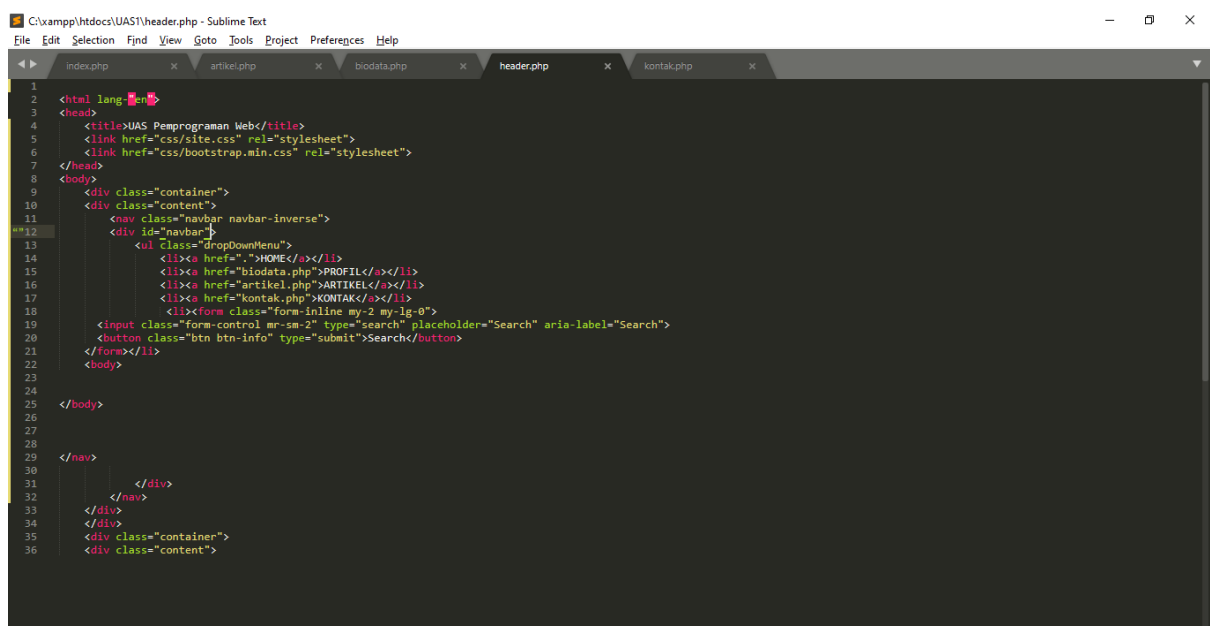 C:\xampp\htdocs\UAS1\header.php - Sublime Text
File Edit Selection Find View Goto Tools Project Preferences Help
index.php × artikel.php × biodata.php × header.php × kontak.php ×
1
2 <html lang-"en">
3 <head>
4 <title>UAS Pemprograman Web</title>
5 <link href="css/site.css" rel="stylesheet">
6 <link href="css/bootstrap.min.css" rel="stylesheet">
7 </head>
8 <body>
9 <div class="container">
10 <div class="content">
11 <nav class="navbar navbar-inverse">
""12 <div id="navbar">
13 <ul class="dropDownMenu">
14 <li><a href=".">HOME</a></li>
15 <li><a href="biodata.php">PROFIL</a></li>
16 <li><a href="artikel.php">ARTIKEL</a></li>
17 <li><a href="kontak.php">KONTAK</a></li>
18 <li><form class="form-inline my-2 my-lg-0">
19 <input class="form-control mr-sm-2" type="search" placeholder="Search" aria-label="Search">
20 <button class="btn btn-info" type="submit">Search</button>
21 </form></li>
22 <body>
23
24
25 </body>
26
27
28
29 </nav>
30
31 </div>
32 </nav>
33 </div>
34 </div>
35 <div class="container">
36 <div class="content">